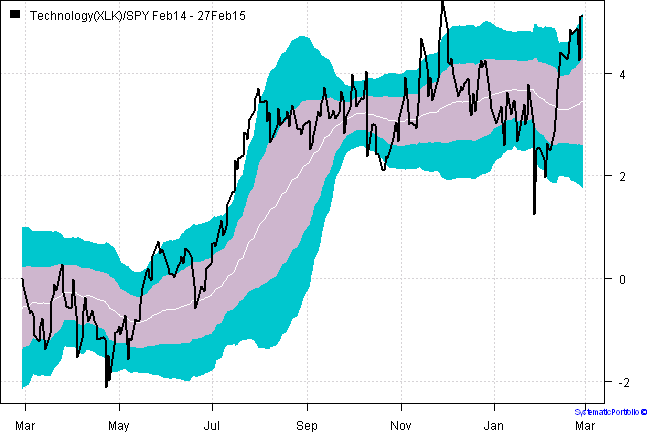 Technology(XLK)/SPY Feb14 - 27Feb15
4
2
0
-2
Mar May Jul Sep Nov Jan Mar
SystematicPortfolio ©